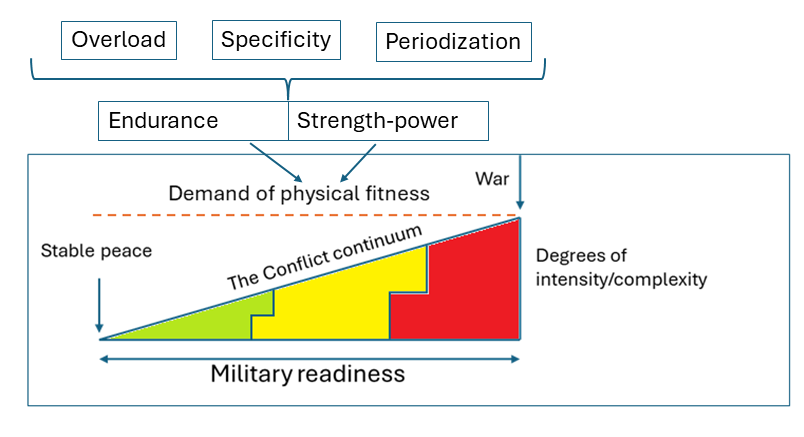 Overload
Specificity
Periodization
Endurance
Strength-power
Demand of physical fitness
War
Stable peace
The Conflict continuum
Degrees of
intensity/complexity
Military readiness